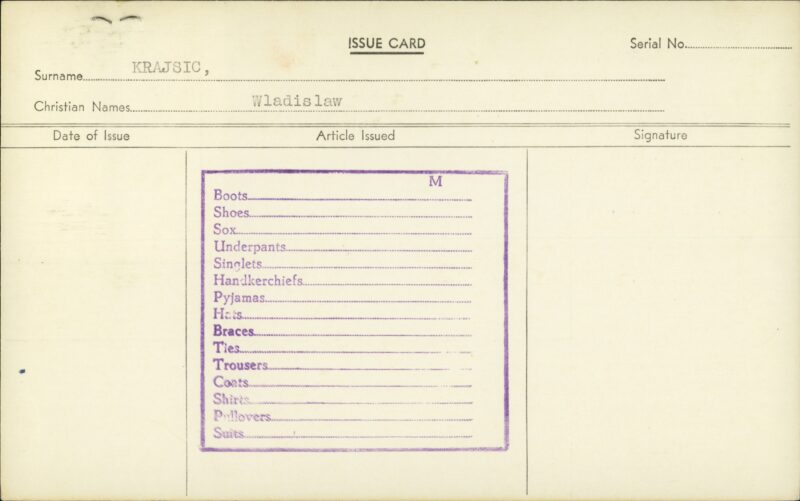 ISSUE CARD
Serial No.
Surname KRAJSIC,
Christian Names Wladislaw
Date of Issue Article Issued Signature
M
Boots
Shoes
Sox
Underpants
Singlets
Handkerchiefs
Pyjamas
Hats
Braces
Ties
Trousers
Coats
Shirts
Pullovers
Suits